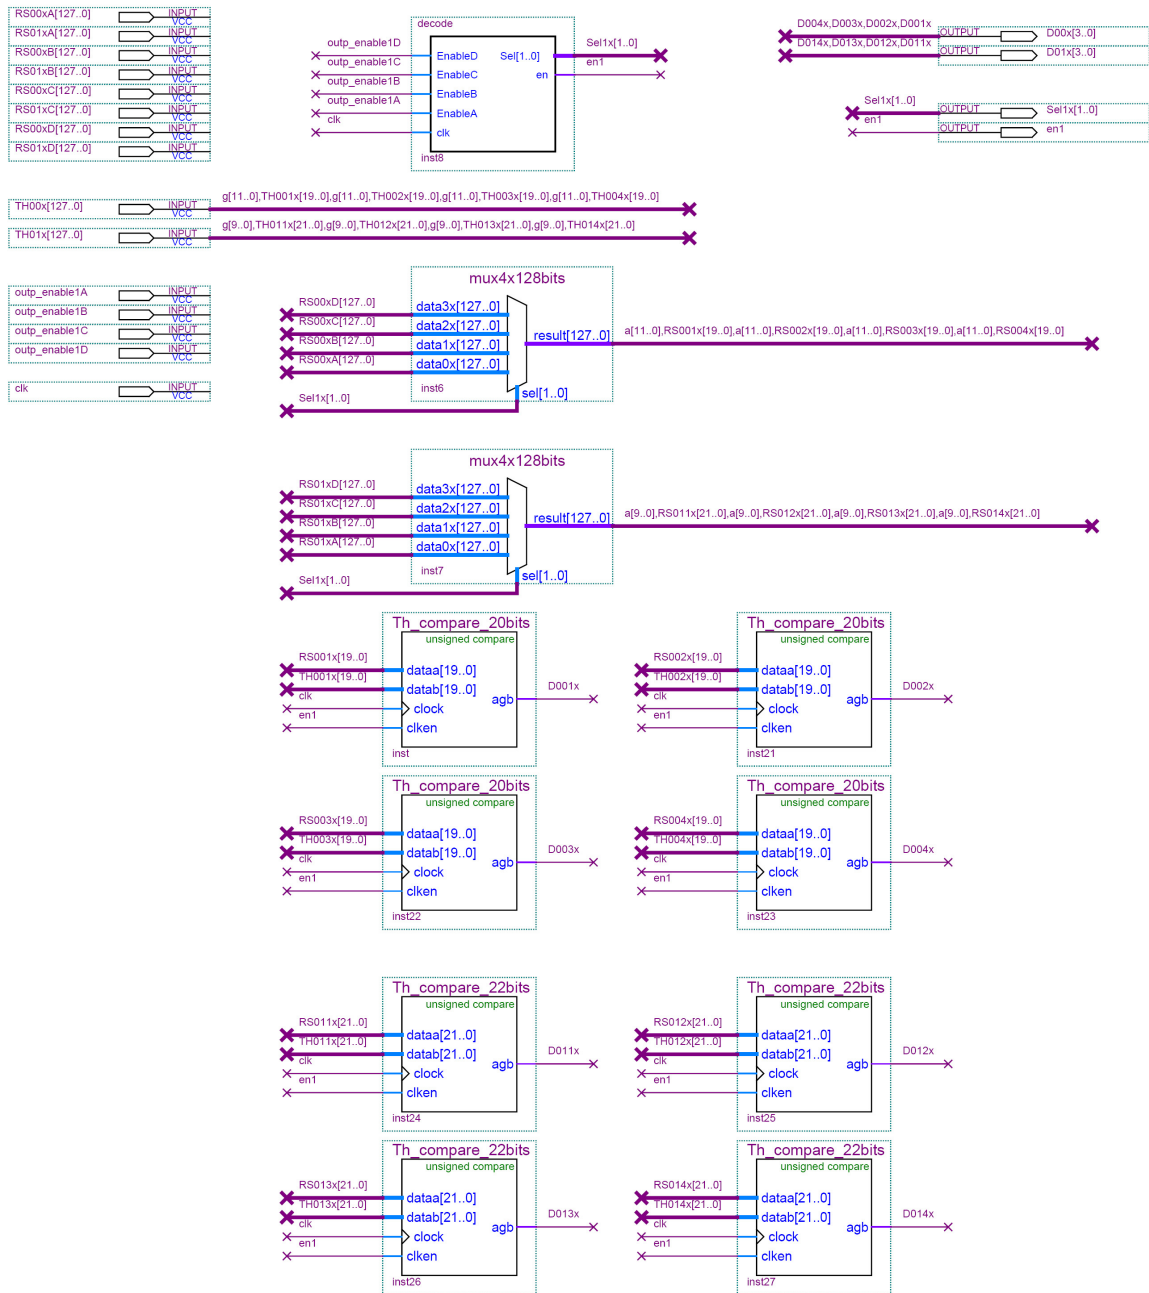 RS00xA[127..0] INPUT VCC
RS01xA[127..0] INPUT VCC
RS00xB[127..0] INPUT VCC
RS01xB[127..0] INPUT VCC
RS00xC[127..0] INPUT VCC
RS01xC[127..0] INPUT VCC
RS00xD[127..0] INPUT VCC
RS01xD[127..0] INPUT VCC
decode
outp_enable1D EnableD Sel[1..0] Sel1x[1..0]
outp_enable1C EnableC en en1
outp_enable1B EnableB
outp_enable1A EnableA
clk clk
inst8
D004x,D003x,D002x,D001x OUTPUT D00x[3..0]
D014x,D013x,D012x,D011x OUTPUT D01x[3..0]
Sel1x[1..0] OUTPUT Sel1x[1..0]
en1 OUTPUT en1
TH00x[127..0] INPUT VCC g[11..0],TH001x[19..0],g[11..0],TH002x[19..0],g[11..0],TH003x[19..0],g[11..0],TH004x[19..0]
TH01x[127..0] INPUT VCC g[9..0],TH011x[21..0],g[9..0],TH012x[21..0],g[9..0],TH013x[21..0],g[9..0],TH014x[21..0]
outp_enable1A INPUT VCC
outp_enable1B INPUT VCC
outp_enable1C INPUT VCC
outp_enable1D INPUT VCC
clk INPUT VCC
mux4x128bits
RS00xD[127..0] data3x[127..0]
RS00xC[127..0] data2x[127..0]
RS00xB[127..0] data1x[127..0]
RS00xA[127..0] data0x[127..0]
result[127..0] a[11..0],RS001x[19..0],a[11..0],RS002x[19..0],a[11..0],RS003x[19..0],a[11..0],RS004x[19..0]
inst6
Sel1x[1..0] sel[1..0]
mux4x128bits
RS01xD[127..0] data3x[127..0]
RS01xC[127..0] data2x[127..0]
RS01xB[127..0] data1x[127..0]
RS01xA[127..0] data0x[127..0]
result[127..0] a[9..0],RS011x[21..0],a[9..0],RS012x[21..0],a[9..0],RS013x[21..0],a[9..0],RS014x[21..0]
inst7
Sel1x[1..0] sel[1..0]
Th_compare_20bits
unsigned compare
RS001x[19..0] dataa[19..0]
TH001x[19..0] datab[19..0]
agb D001x
clk clock
en1 clken
inst
Th_compare_20bits
unsigned compare
RS002x[19..0] dataa[19..0]
TH002x[19..0] datab[19..0]
agb D002x
clk clock
en1 clken
inst21
Th_compare_20bits
unsigned compare
RS003x[19..0] dataa[19..0]
TH003x[19..0] datab[19..0]
agb D003x
clk clock
en1 clken
inst22
Th_compare_20bits
unsigned compare
RS004x[19..0] dataa[19..0]
TH004x[19..0] datab[19..0]
agb D004x
clk clock
en1 clken
inst23
Th_compare_22bits
unsigned compare
RS011x[21..0] dataa[21..0]
TH011x[21..0] datab[21..0]
agb D011x
clk clock
en1 clken
inst24
Th_compare_22bits
unsigned compare
RS012x[21..0] dataa[21..0]
TH012x[21..0] datab[21..0]
agb D012x
clk clock
en1 clken
inst25
Th_compare_22bits
unsigned compare
RS013x[21..0] dataa[21..0]
TH013x[21..0] datab[21..0]
agb D013x
clk clock
en1 clken
inst26
Th_compare_22bits
unsigned compare
RS014x[21..0] dataa[21..0]
TH014x[21..0] datab[21..0]
agb D014x
clk clock
en1 clken
inst27